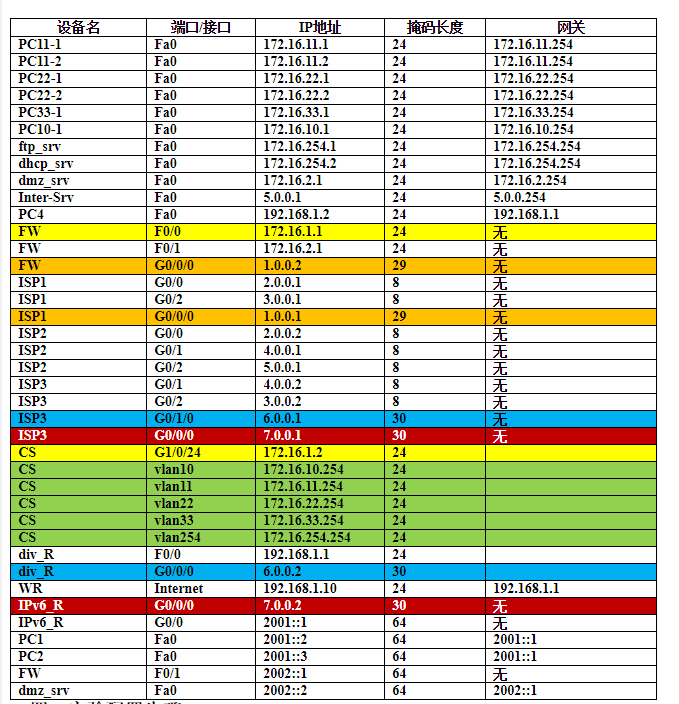 设备名 端口/接口 IP地址 掩码长度 网关
PC11-1 Fa0 172.16.11.1 24 172.16.11.254
PC11-2 Fa0 172.16.11.2 24 172.16.11.254
PC22-1 Fa0 172.16.22.1 24 172.16.22.254
PC22-2 Fa0 172.16.22.2 24 172.16.22.254
PC33-1 Fa0 172.16.33.1 24 172.16.33.254
PC10-1 Fa0 172.16.10.1 24 172.16.10.254
ftp_srv Fa0 172.16.254.1 24 172.16.254.254
dhcp_srv Fa0 172.16.254.2 24 172.16.254.254
dmz_srv Fa0 172.16.2.1 24 172.16.2.254
Inter-Srv Fa0 5.0.0.1 24 5.0.0.254
PC4 Fa0 192.168.1.2 24 192.168.1.1
FW F0/0 172.16.1.1 24 无
FW F0/1 172.16.2.1 24 无
FW G0/0/0 1.0.0.2 29 无
ISP1 G0/0 2.0.0.1 8 无
ISP1 G0/2 3.0.0.1 8 无
ISP1 G0/0/0 1.0.0.1 29 无
ISP2 G0/0 2.0.0.2 8 无
ISP2 G0/1 4.0.0.1 8 无
ISP2 G0/2 5.0.0.1 8 无
ISP3 G0/1 4.0.0.2 8 无
ISP3 G0/2 3.0.0.2 8 无
ISP3 G0/1/0 6.0.0.1 30 无
ISP3 G0/0/0 7.0.0.1 30 无
CS G1/0/24 172.16.1.2 24
CS vlan10 172.16.10.254 24
CS vlan11 172.16.11.254 24
CS vlan22 172.16.22.254 24
CS vlan33 172.16.33.254 24
CS vlan254 172.16.254.254 24
div_R F0/0 192.168.1.1 24
div_R G0/0/0 6.0.0.2 30
WR Internet 192.168.1.10 24 192.168.1.1
IPv6_R G0/0/0 7.0.0.2 30 无
IPv6_R G0/0 2001::1 64 无
PC1 Fa0 2001::2 64 2001::1
PC2 Fa0 2001::3 64 2001::1
FW F0/1 2002::1 64 无
dmz_srv Fa0 2002::2 64 2002::1